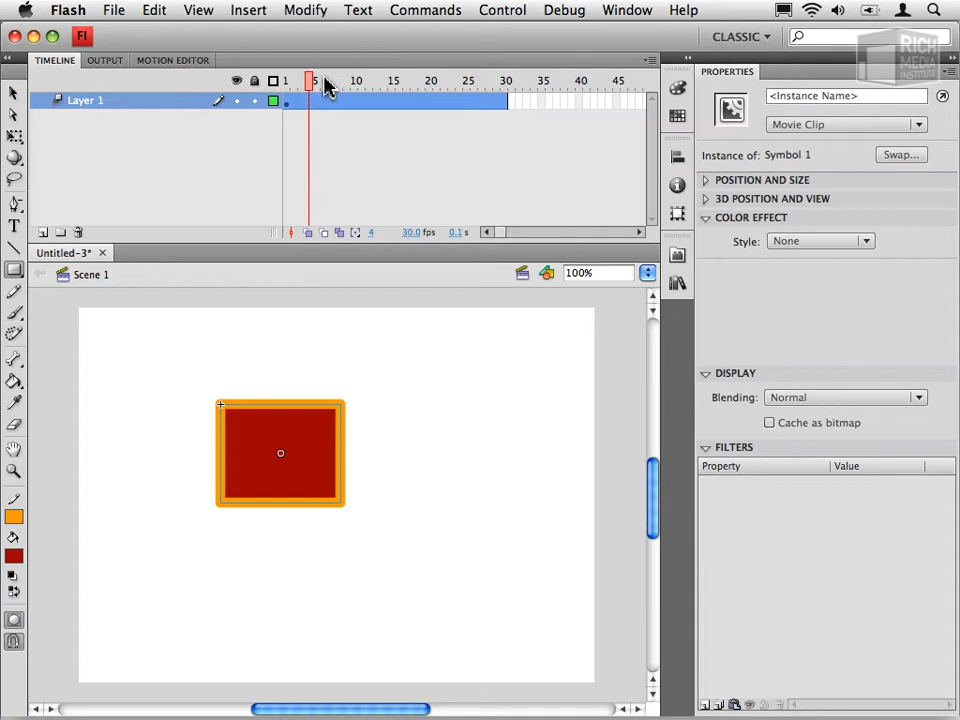 Flash File Edit View Insert Modify Text Commands Control Debug Window Help
Fl CLASSIC
RICH MEDIA INSTITUTE
TIMELINE OUTPUT MOTION EDITOR
1 5 10 15 20 25 30 35 40 45
Layer 1
4 30.0 fps 0.1 s
Untitled-3*
Scene 1 100%
PROPERTIES
<Instance Name>
Movie Clip
Instance of: Symbol 1 Swap...
POSITION AND SIZE
3D POSITION AND VIEW
COLOR EFFECT
Style: None
DISPLAY
Blending: Normal
Cache as bitmap
FILTERS
Property Value